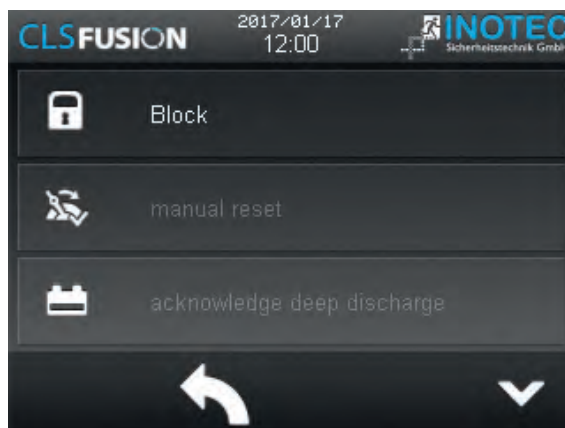 CLSFUSION
2017/01/17
12:00
INOTEC
Sicherheitstechnik GmbH
Block
manual reset
acknowledge deep discharge